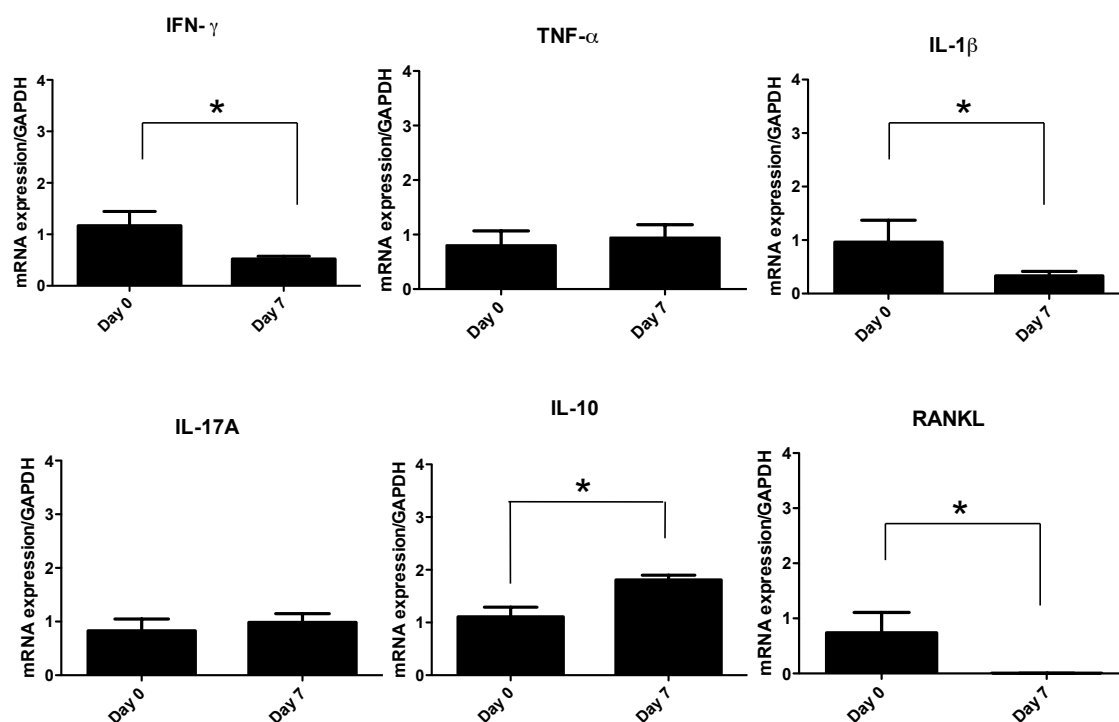 IFN- γ
mRNA expression/GAPDH
4
3
2
1
0
*
Day 0
Day 7
TNF-α
mRNA expression/GAPDH
4
3
2
1
0
Day 0
Day 7
IL-1β
mRNA expression/GAPDH
4
3
2
1
0
*
Day 0
Day 7
IL-17A
mRNA expression/GAPDH
4
3
2
1
0
Day 0
Day 7
IL-10
mRNA expression/GAPDH
4
3
2
1
0
*
Day 0
Day 7
RANKL
mRNA expression/GAPDH
4
3
2
1
0
*
Day 0
Day 7